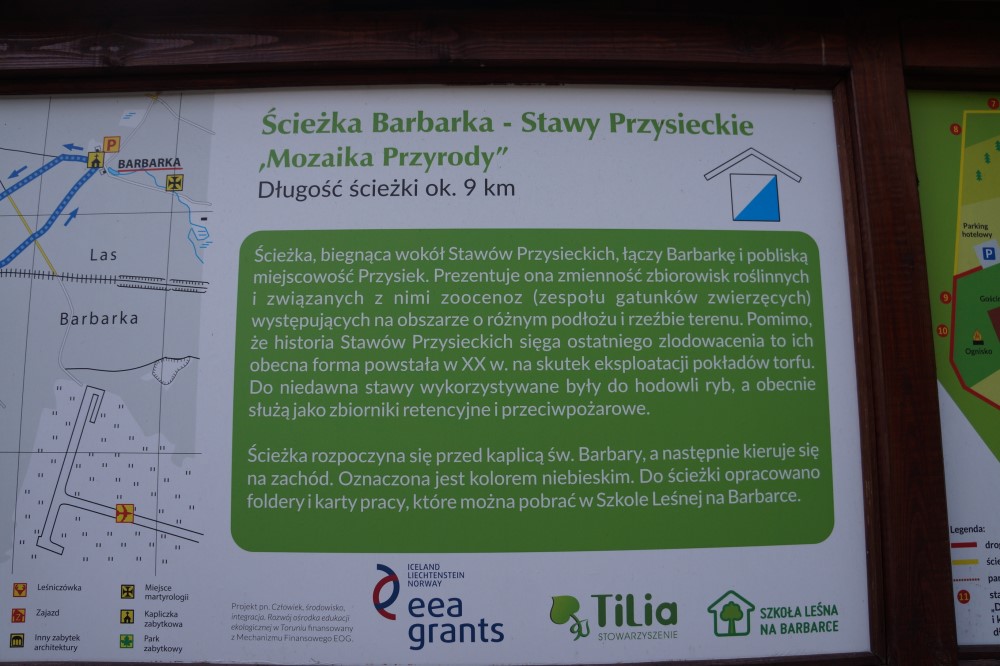 Ścieżka Barbarka - Stawy Przysieckie
„Mozaika Przyrody”
Długość ścieżki ok. 9 km
Ścieżka, biegnąca wokół Stawów Przysieckich, łączy Barbarkę i pobliską
miejscowość Przysiek. Prezentuje ona zmienność zbiorowisk roślinnych
i związanych z nimi zoocenoz (zespołu gatunków zwierzęcych)
występujących na obszarze o różnym podłożu i rzeźbie terenu. Pomimo,
że historia Stawów Przysieckich sięga ostatniego zlodowacenia to ich
obecna forma powstała w XX w. na skutek eksploatacji pokładów torfu.
Do niedawna stawy wykorzystywane były do hodowli ryb, a obecnie
służą jako zbiorniki retencyjne i przeciwpożarowe.
Ścieżka rozpoczyna się przed kaplicą św. Barbary, a następnie kieruje się
na zachód. Oznaczona jest kolorem niebieskim. Do ścieżki opracowano
foldery i karty pracy, które można pobrać w Szkole Leśnej na Barbarce.
P
BARBARKA
Las
Barbarka
Leśniczówka
Zajazd
Inny zabytek
architektury
Miejsce
martyrologii
Kapliczka
zabytkowa
Park
zabytkowy
Projekt pn. Człowiek, środowisko,
integracja. Rozwój ośrodka edukacji
ekologicznej w Toruniu finansowany
z Mechanizmu Finansowego EOG.
ICELAND
LIECHTENSTEIN
NORWAY
eea
grants
TiLia
STOWARZYSZENIE
SZKOŁA LEŚNA
NA BARBARCE
7
8
Parking
hotelowy
P
9
10
Ognisko
Legenda:
11